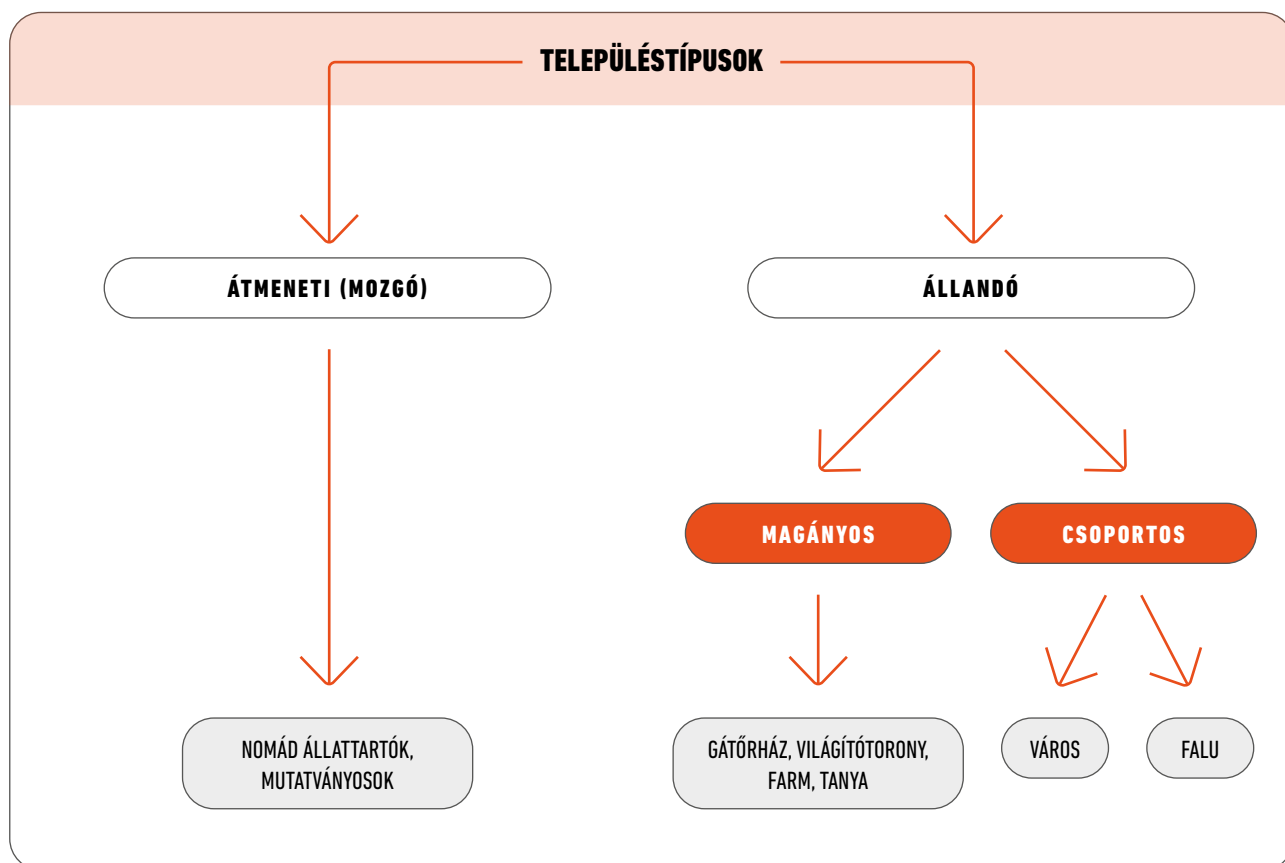 TELEPÜLÉSTÍPUSOK
ÁTMENETI (MOZGÓ)
ÁLLANDÓ
MAGÁNYOS
CSOPORTOS
NOMÁD ÁLLATTARTÓK,
MUTATVÁNYOSOK
GÁTŐRHÁZ, VILÁGÍTÓTORONY,
FARM, TANYA
VÁROS
FALU